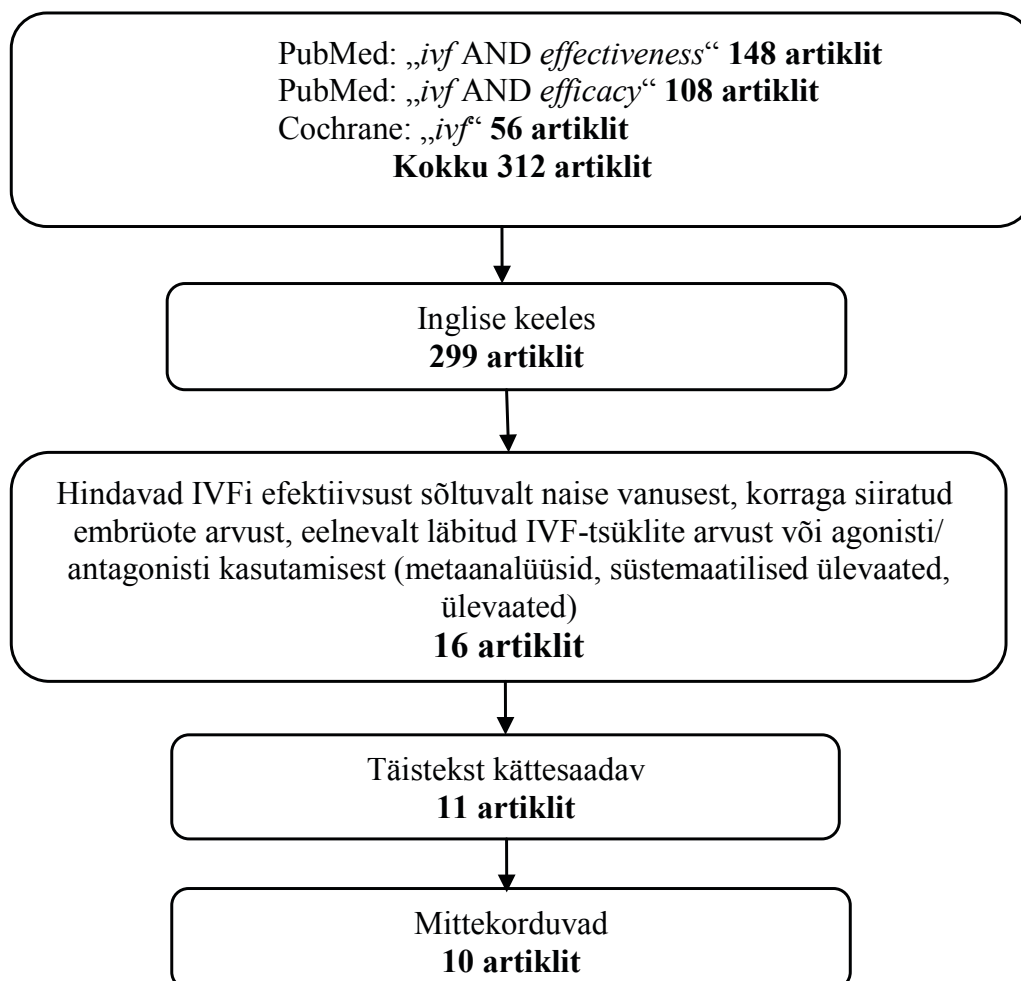 PubMed: „ivf AND effectiveness“ 148 artiklit
PubMed: „ivf AND efficacy“ 108 artiklit
Cochrane: „ivf“ 56 artiklit
Kokku 312 artiklit
Inglise keeles
299 artiklit
Hindavad IVFi efektiivsust sõltuvalt naise vanusest, korraga siiratud
embrüote arvust, eelnevalt läbitud IVF-tsüklite arvust või agonisti/
antagonisti kasutamisest (metaanalüüsid, süstemaatilised ülevaated,
ülevaated)
16 artiklit
Täistekst kättesaadav
11 artiklit
Mittekorduvad
10 artiklit